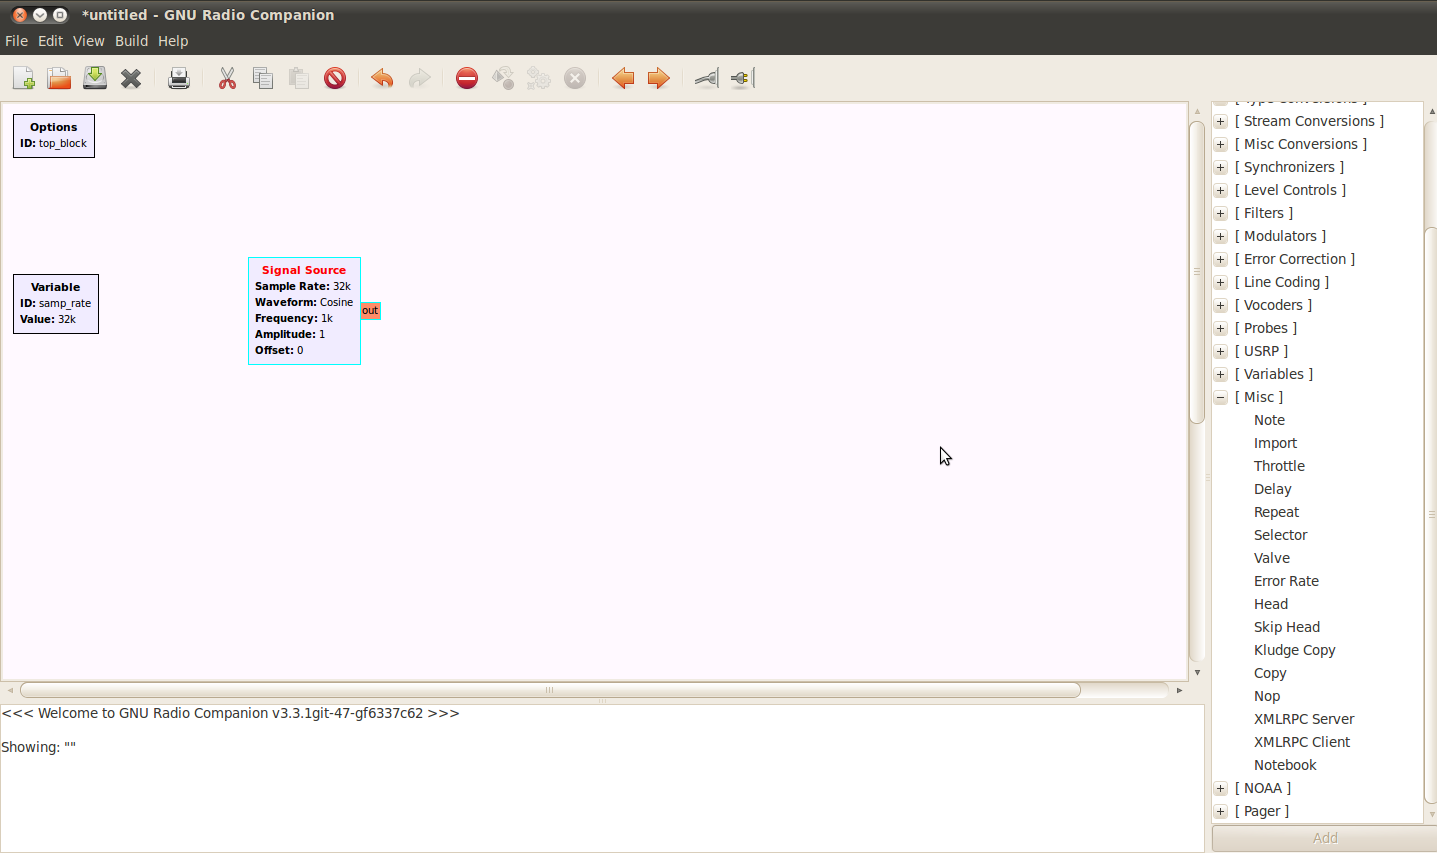 *untitled - GNU Radio Companion
File Edit View Build Help
Options
ID: top_block
Variable
ID: samp_rate
Value: 32k
Signal Source
Sample Rate: 32k
Waveform: Cosine
Frequency: 1k
Amplitude: 1
Offset: 0
out
[ Type Conversions ]
[ Stream Conversions ]
[ Misc Conversions ]
[ Synchronizers ]
[ Level Controls ]
[ Filters ]
[ Modulators ]
[ Error Correction ]
[ Line Coding ]
[ Vocoders ]
[ Probes ]
[ USRP ]
[ Variables ]
[ Misc ]
Note
Import
Throttle
Delay
Repeat
Selector
Valve
Error Rate
Head
Skip Head
Kludge Copy
Copy
Nop
XMLRPC Server
XMLRPC Client
Notebook
[ NOAA ]
[ Pager ]
Add
<<< Welcome to GNU Radio Companion v3.3.1git-47-gf6337c62 >>>
Showing: ""